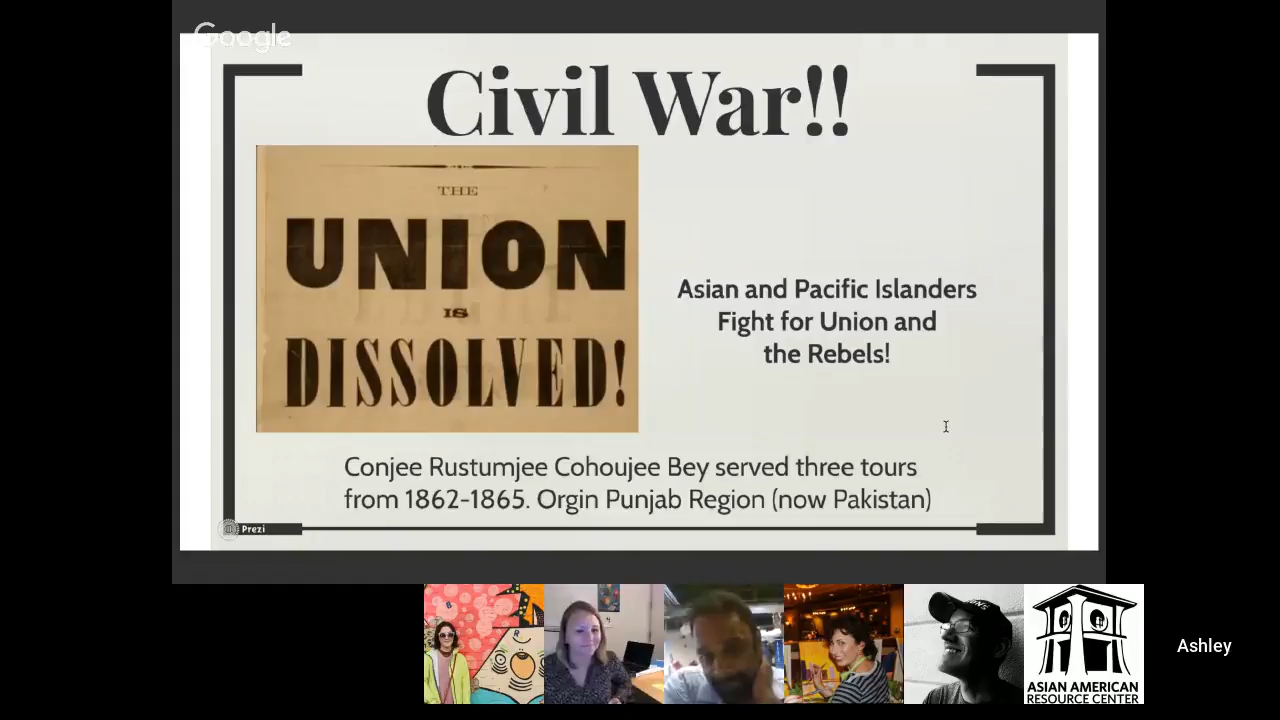 Google
Civil War!!
THE
UNION
IS
DISSOLVED!
Asian and Pacific Islanders
Fight for Union and
the Rebels!
Conjee Rustumjee Cohoujee Bey served three tours
from 1862-1865. Orgin Punjab Region (now Pakistan)
Prezi
ASIAN AMERICAN
RESOURCE CENTER
Ashley